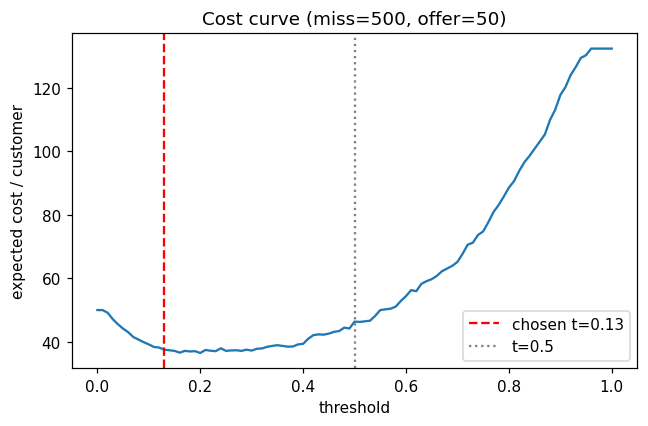 Cost curve (miss=500, offer=50)
expected cost / customer
120
100
80
60
40
0.0 0.2 0.4 0.6 0.8 1.0
threshold
chosen t=0.13
t=0.5